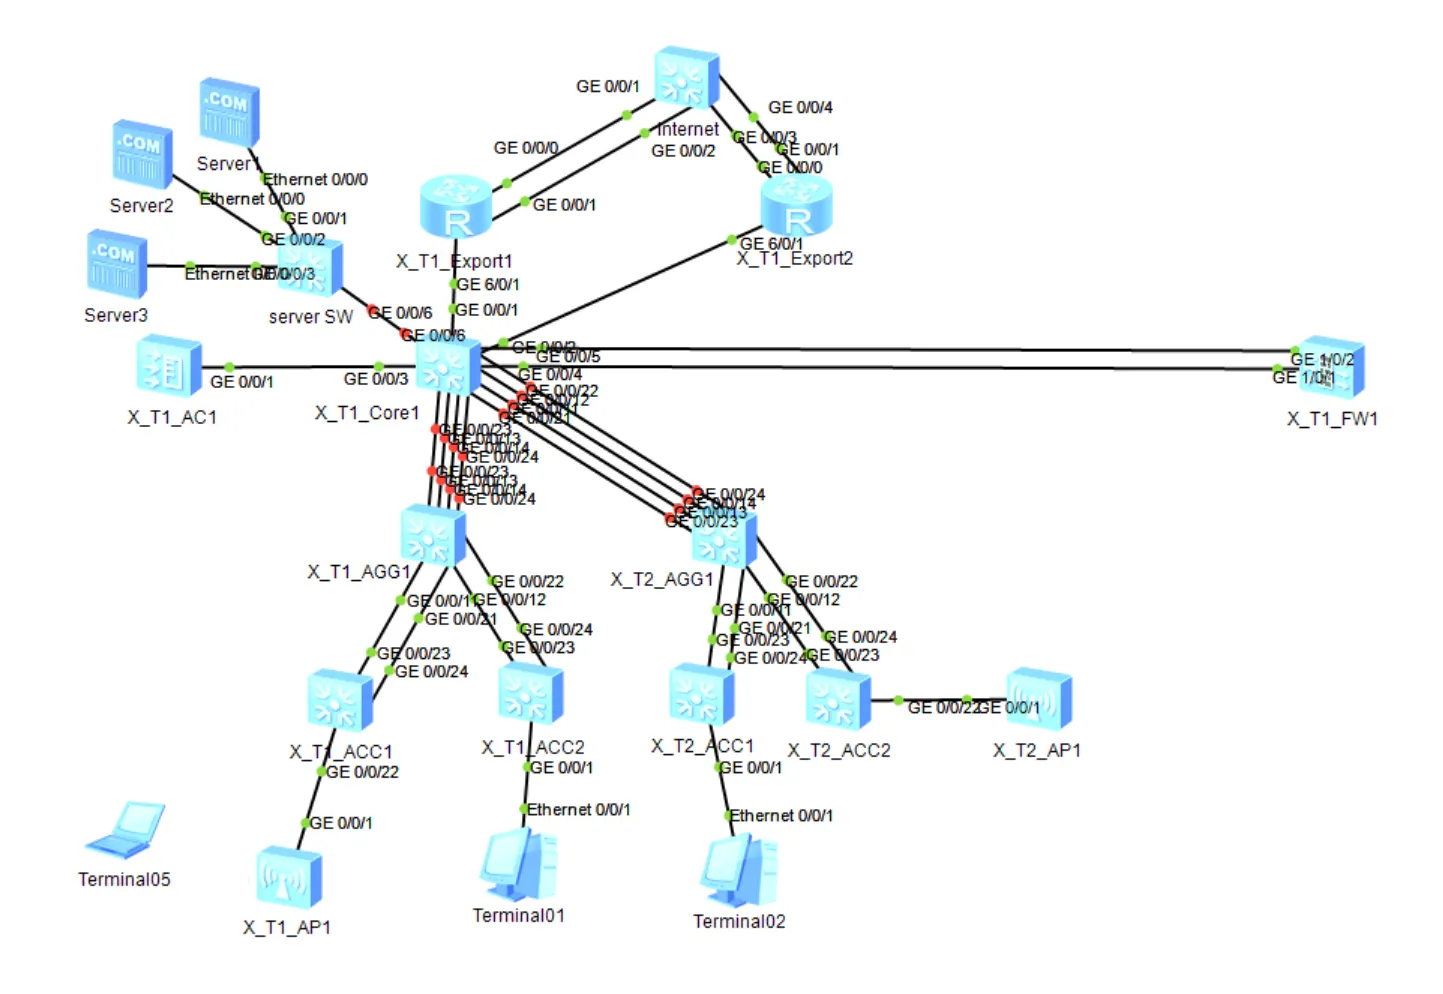 GE 0/0/1
GE 0/0/4
.COM
Internet
GE 0/0/3
.COM
GE 0/0/0
GE 0/0/2
GE 0/0/1
Server1
GE 0/0/0
Ethernet 0/0/0
Ethernet 0/0/0
Server2
GE 0/0/1
R
R
GE 0/0/1
GE 0/0/2
.COM
GE 6/0/1
X_T1_Export1
X_T1_Export2
GE 0/0/3
GE 6/0/1
Server3
server SW
GE 0/0/6
GE 0/0/1
GE 0/0/6
GE 0/0/2
GE 0/0/5
GE 1/0/2
GE 0/0/4
GE 1/0/1
GE 0/0/1
GE 0/0/3
GE 0/0/22
GE 0/0/12
GE 0/0/11
GE 0/0/21
X_T1_AC1
X_T1_Core1
X_T1_FW1
GE 0/0/23
GE 0/0/13
GE 0/0/14
GE 0/0/24
GE 0/0/23
GE 0/0/13
GE 0/0/14
GE 0/0/24
GE 0/0/24
GE 0/0/14
GE 0/0/13
GE 0/0/23
X_T1_AGG1
X_T2_AGG1
GE 0/0/22
GE 0/0/22
GE 0/0/11
GE 0/0/12
GE 0/0/12
GE 0/0/11
GE 0/0/21
GE 0/0/24
GE 0/0/21
GE 0/0/24
GE 0/0/23
GE 0/0/23
GE 0/0/23
GE 0/0/24
GE 0/0/24
GE 0/0/23
GE 0/0/22
GE 0/0/1
X_T1_ACC1
X_T1_ACC2
X_T2_ACC1
X_T2_ACC2
X_T2_AP1
GE 0/0/22
GE 0/0/1
GE 0/0/1
GE 0/0/1
Ethernet 0/0/1
Ethernet 0/0/1
Terminal05
X_T1_AP1
Terminal01
Terminal02